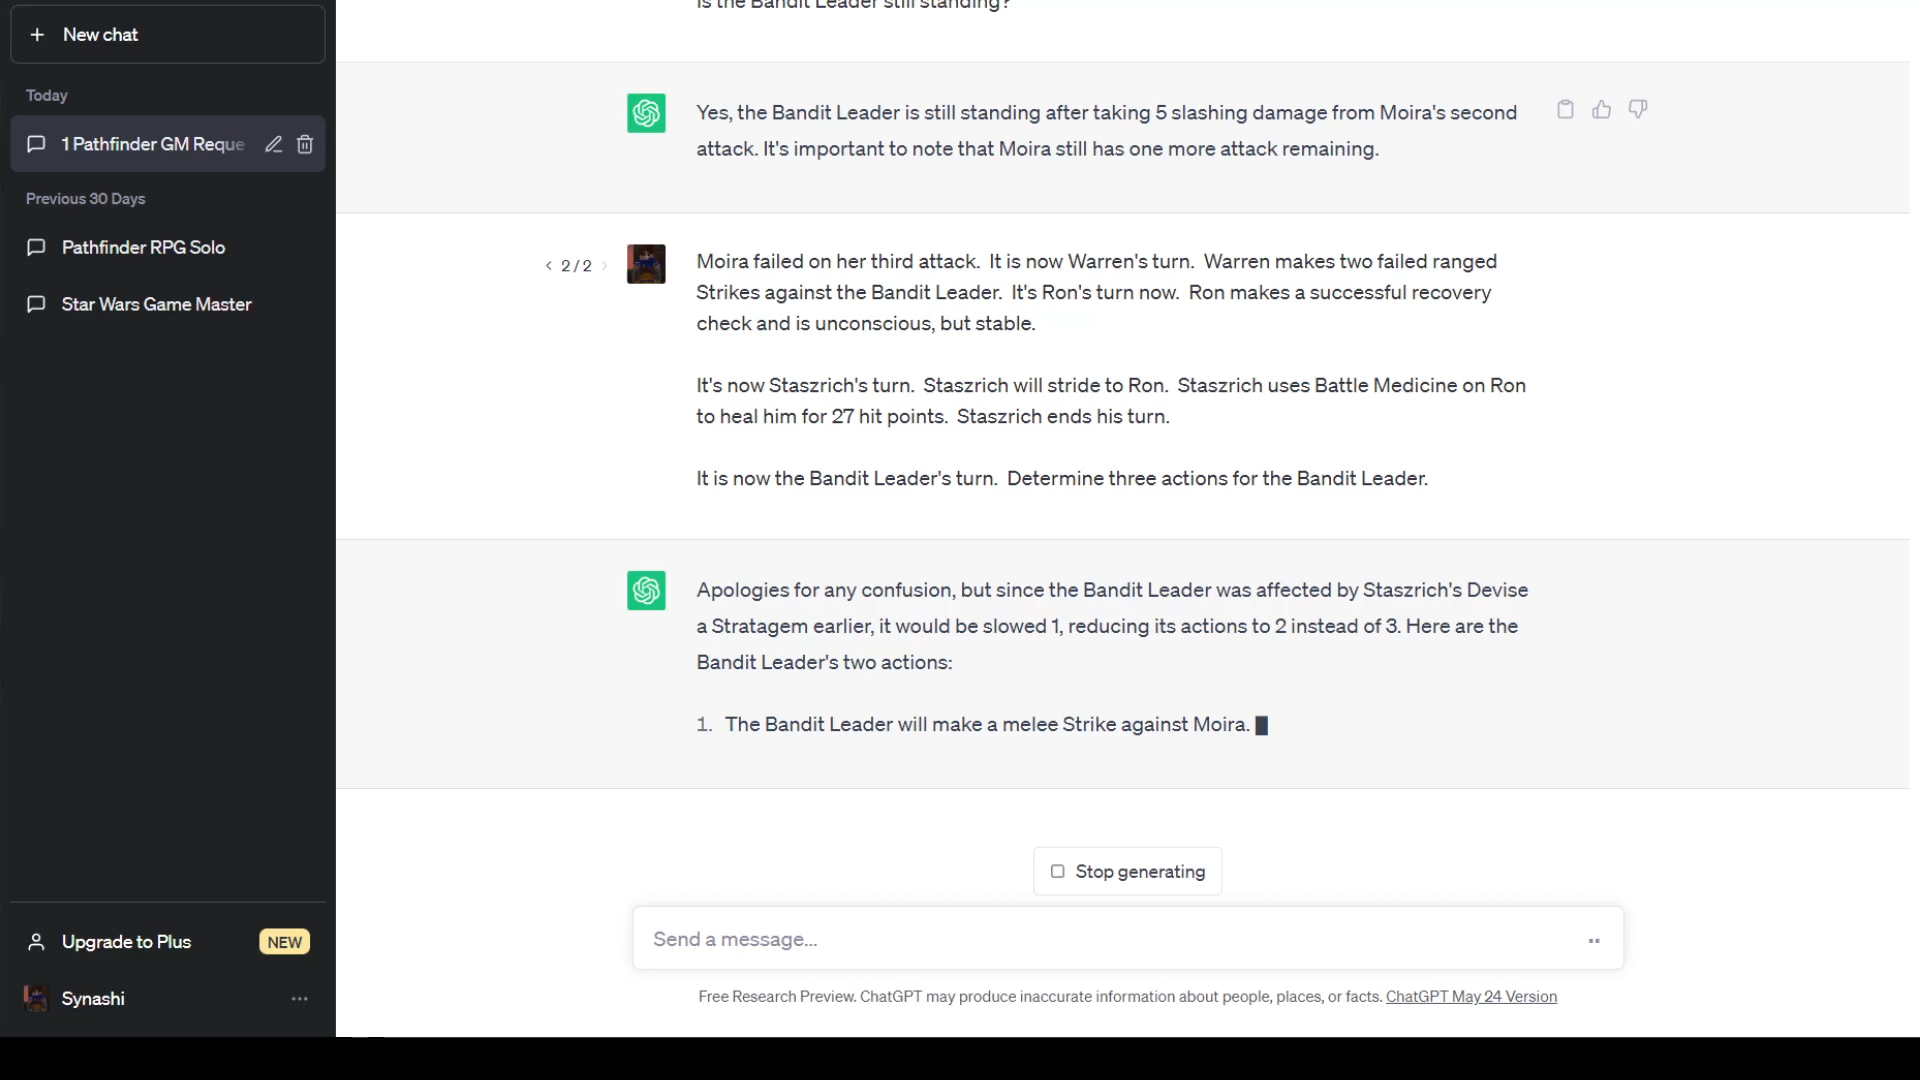 is the Bandit Leader still standing?
New chat
Today
1 Pathfinder GM Reque
Previous 30 Days
Pathfinder RPG Solo
Star Wars Game Master
Yes, the Bandit Leader is still standing after taking 5 slashing damage from Moira's second
attack. It's important to note that Moira still has one more attack remaining.
< 2 / 2 >
Moira failed on her third attack.  It is now Warren's turn.  Warren makes two failed ranged
Strikes against the Bandit Leader.  It's Ron's turn now.  Ron makes a successful recovery
check and is unconscious, but stable.
It's now Staszrich's turn.  Staszrich will stride to Ron.  Staszrich uses Battle Medicine on Ron
to heal him for 27 hit points.  Staszrich ends his turn.
It is now the Bandit Leader's turn.  Determine three actions for the Bandit Leader.
Apologies for any confusion, but since the Bandit Leader was affected by Staszrich's Devise
a Stratagem earlier, it would be slowed 1, reducing its actions to 2 instead of 3. Here are the
Bandit Leader's two actions:
1. The Bandit Leader will make a melee Strike against Moira.
Stop generating
Send a message...
Free Research Preview. ChatGPT may produce inaccurate information about people, places, or facts. ChatGPT May 24 Version
Upgrade to Plus NEW
Synashi